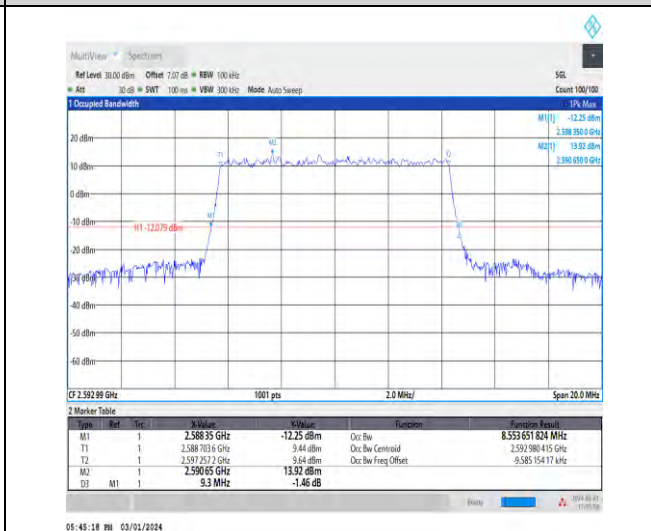 MultiView Spectrum
Ref Level 30.00 dBm Offset 7.07 dB RBW 100 kHz SGL
Att 30 dB SWT 100 ms VBW 300 kHz Mode Auto Sweep Count 100/100
1 Occupied Bandwidth 1Pk Max
M1[1] -12.25 dBm
2.588 350 0 GHz
M2[1] 13.92 dBm
2.590 650 0 GHz
20 dBm
M2
T1 T2
10 dBm
0 dBm
M1
-10 dBm
H1 -12.079 dBm
-20 dBm
-30 dBm
-40 dBm
-50 dBm
-60 dBm
CF 2.592 99 GHz 1001 pts 2.0 MHz/ Span 20.0 MHz
2 Marker Table
Type Ref Trc X-Value Y-Value Function Function Result
M1 1 2.588 35 GHz -12.25 dBm Occ Bw 8.553 651 824 MHz
T1 1 2.588 703 6 GHz 9.44 dBm Occ Bw Centroid 2.592 980 415 GHz
T2 1 2.597 257 2 GHz 9.64 dBm Occ Bw Freq Offset -9.585 154 17 kHz
M2 1 2.590 65 GHz 13.92 dBm
D3 M1 1 9.3 MHz -1.46 dB
Ready
05:45:18 PM 03/01/2024